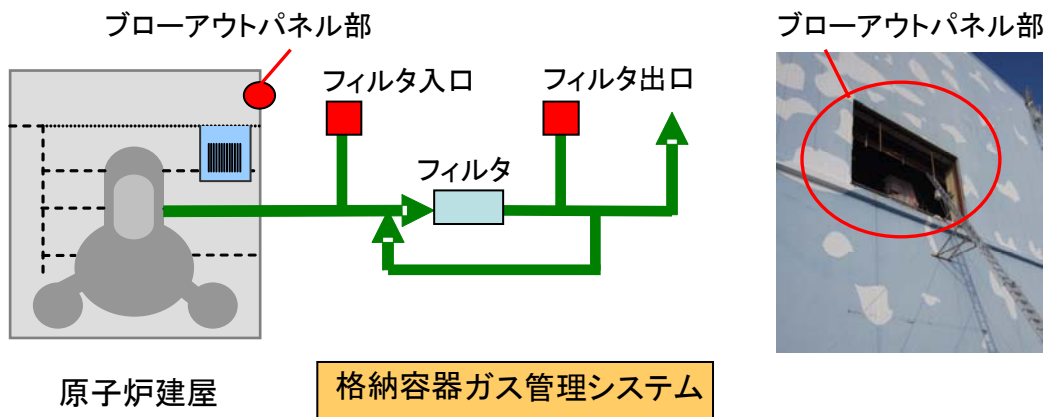 ブローアウトパネル部
ブローアウトパネル部
フィルタ入口
フィルタ出口
フィルタ
原子炉建屋
格納容器ガス管理システム